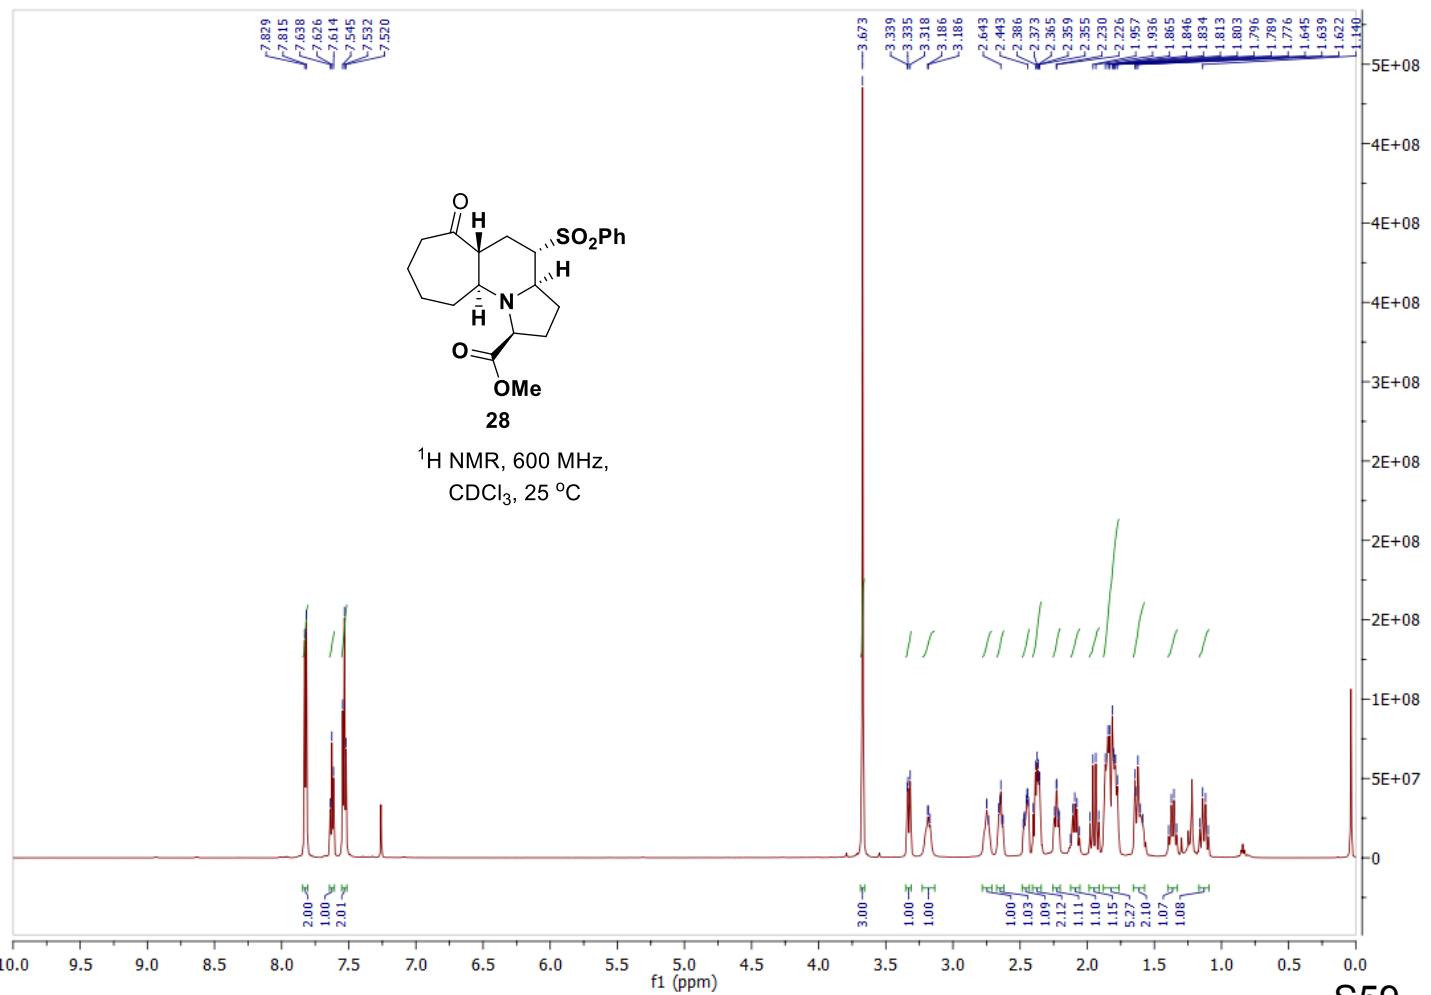 7.829 7.815 7.638 7.626 7.614 7.545 7.532 7.520 3.673 3.339 3.335 3.318 3.186 3.186 2.643 2.443 2.386 2.373 2.365 2.359 2.355 2.230 2.226 1.957 1.936 1.865 1.846 1.834 1.813 1.803 1.796 1.789 1.776 1.645 1.639 1.622 1.140
5E+08
4E+08
4E+08
4E+08
3E+08
2E+08
2E+08
2E+08
1E+08
5E+07
0
O
H
SO2Ph
H
N
H
O
OMe
28
1H NMR, 600 MHz,
CDCl3, 25 oC
2.00 1.00 2.01 3.00 1.00 1.00 1.00 1.03 1.09 2.12 1.11 1.10 1.15 5.27 2.10 1.07 1.08
10.0 9.5 9.0 8.5 8.0 7.5 7.0 6.5 6.0 5.5 5.0 4.5 4.0 3.5 3.0 2.5 2.0 1.5 1.0 0.5 0.0
f1 (ppm)